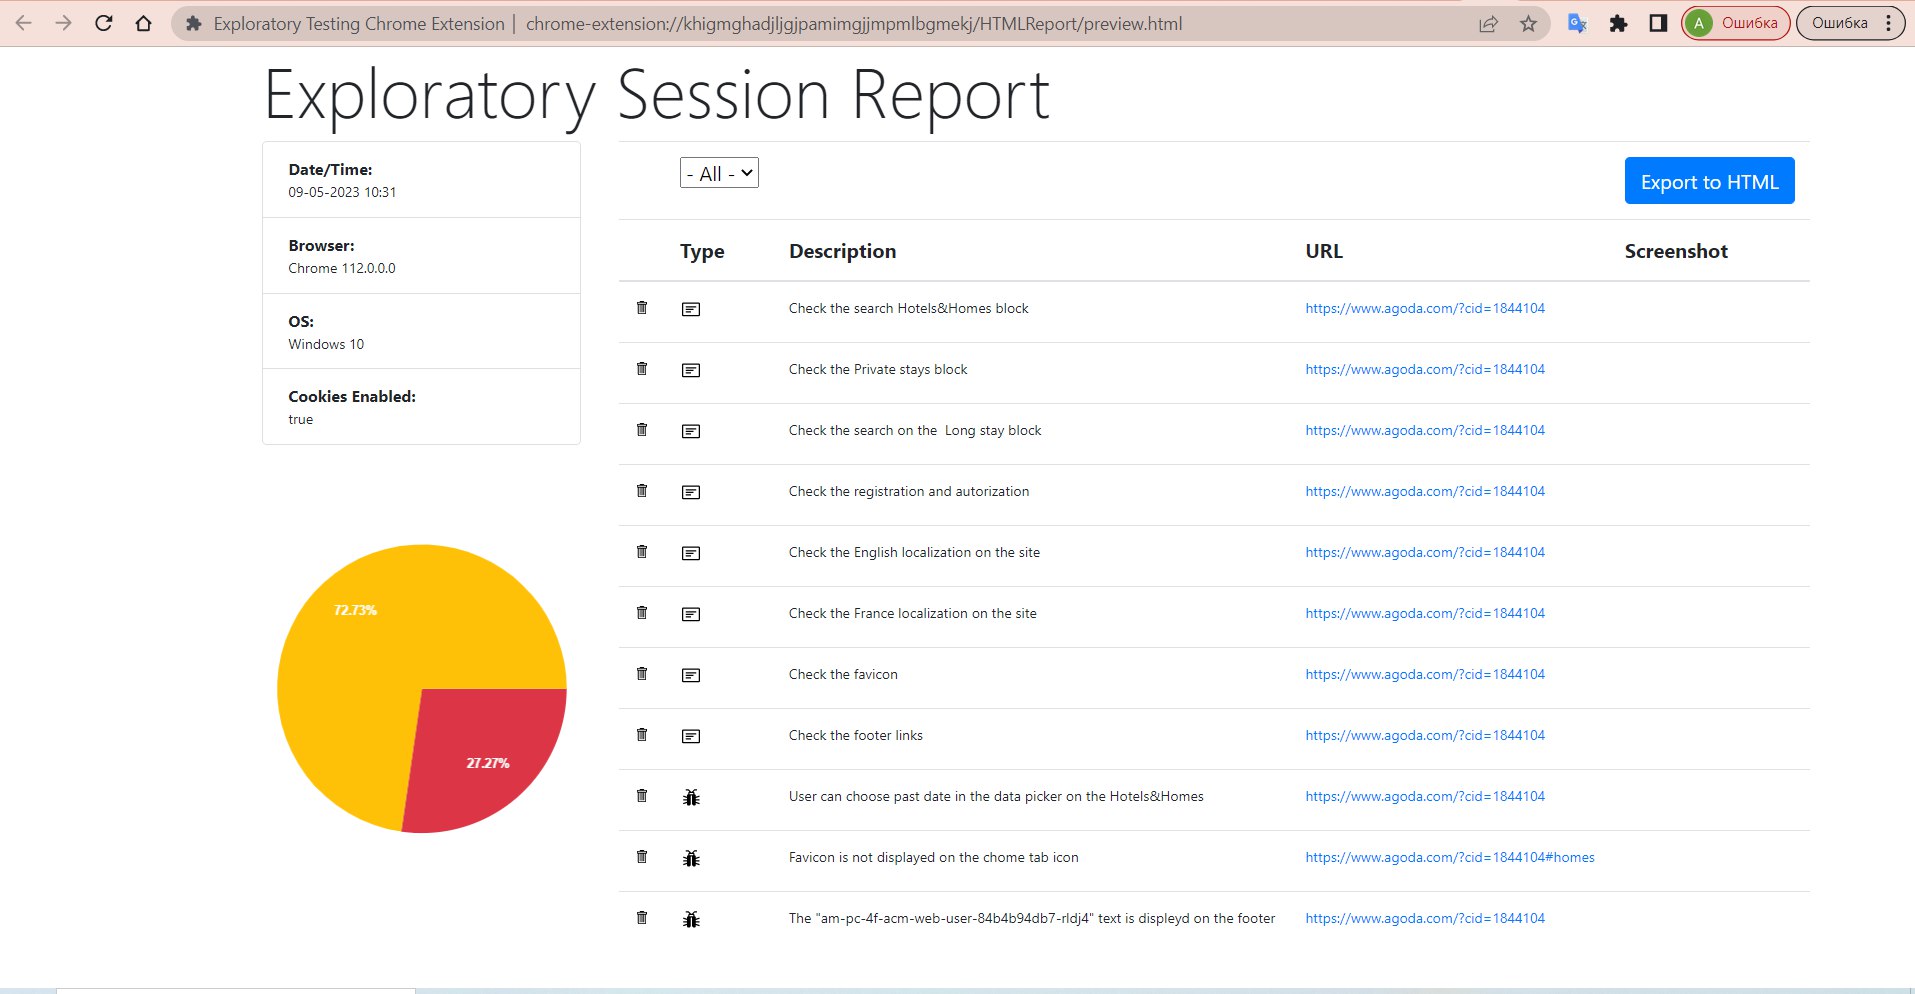 Exploratory Testing Chrome Extension | chrome-extension://khigmghadjljgjpamimgjjmpmlbgmekj/HTMLReport/preview.html
A Ошибка Ошибка
Exploratory Session Report
Date/Time:
09-05-2023 10:31
Browser:
Chrome 112.0.0.0
OS:
Windows 10
Cookies Enabled:
true
72.73%
27.27%
- All -
Export to HTML
Type Description URL Screenshot
Check the search Hotels&Homes block https://www.agoda.com/?cid=1844104
Check the Private stays block https://www.agoda.com/?cid=1844104
Check the search on the  Long stay block https://www.agoda.com/?cid=1844104
Check the registration and autorization https://www.agoda.com/?cid=1844104
Check the English localization on the site https://www.agoda.com/?cid=1844104
Check the France localization on the site https://www.agoda.com/?cid=1844104
Check the favicon https://www.agoda.com/?cid=1844104
Check the footer links https://www.agoda.com/?cid=1844104
User can choose past date in the data picker on the Hotels&Homes https://www.agoda.com/?cid=1844104
Favicon is not displayed on the chome tab icon https://www.agoda.com/?cid=1844104#homes
The "am-pc-4f-acm-web-user-84b4b94db7-rldj4" text is displeyd on the footer https://www.agoda.com/?cid=1844104